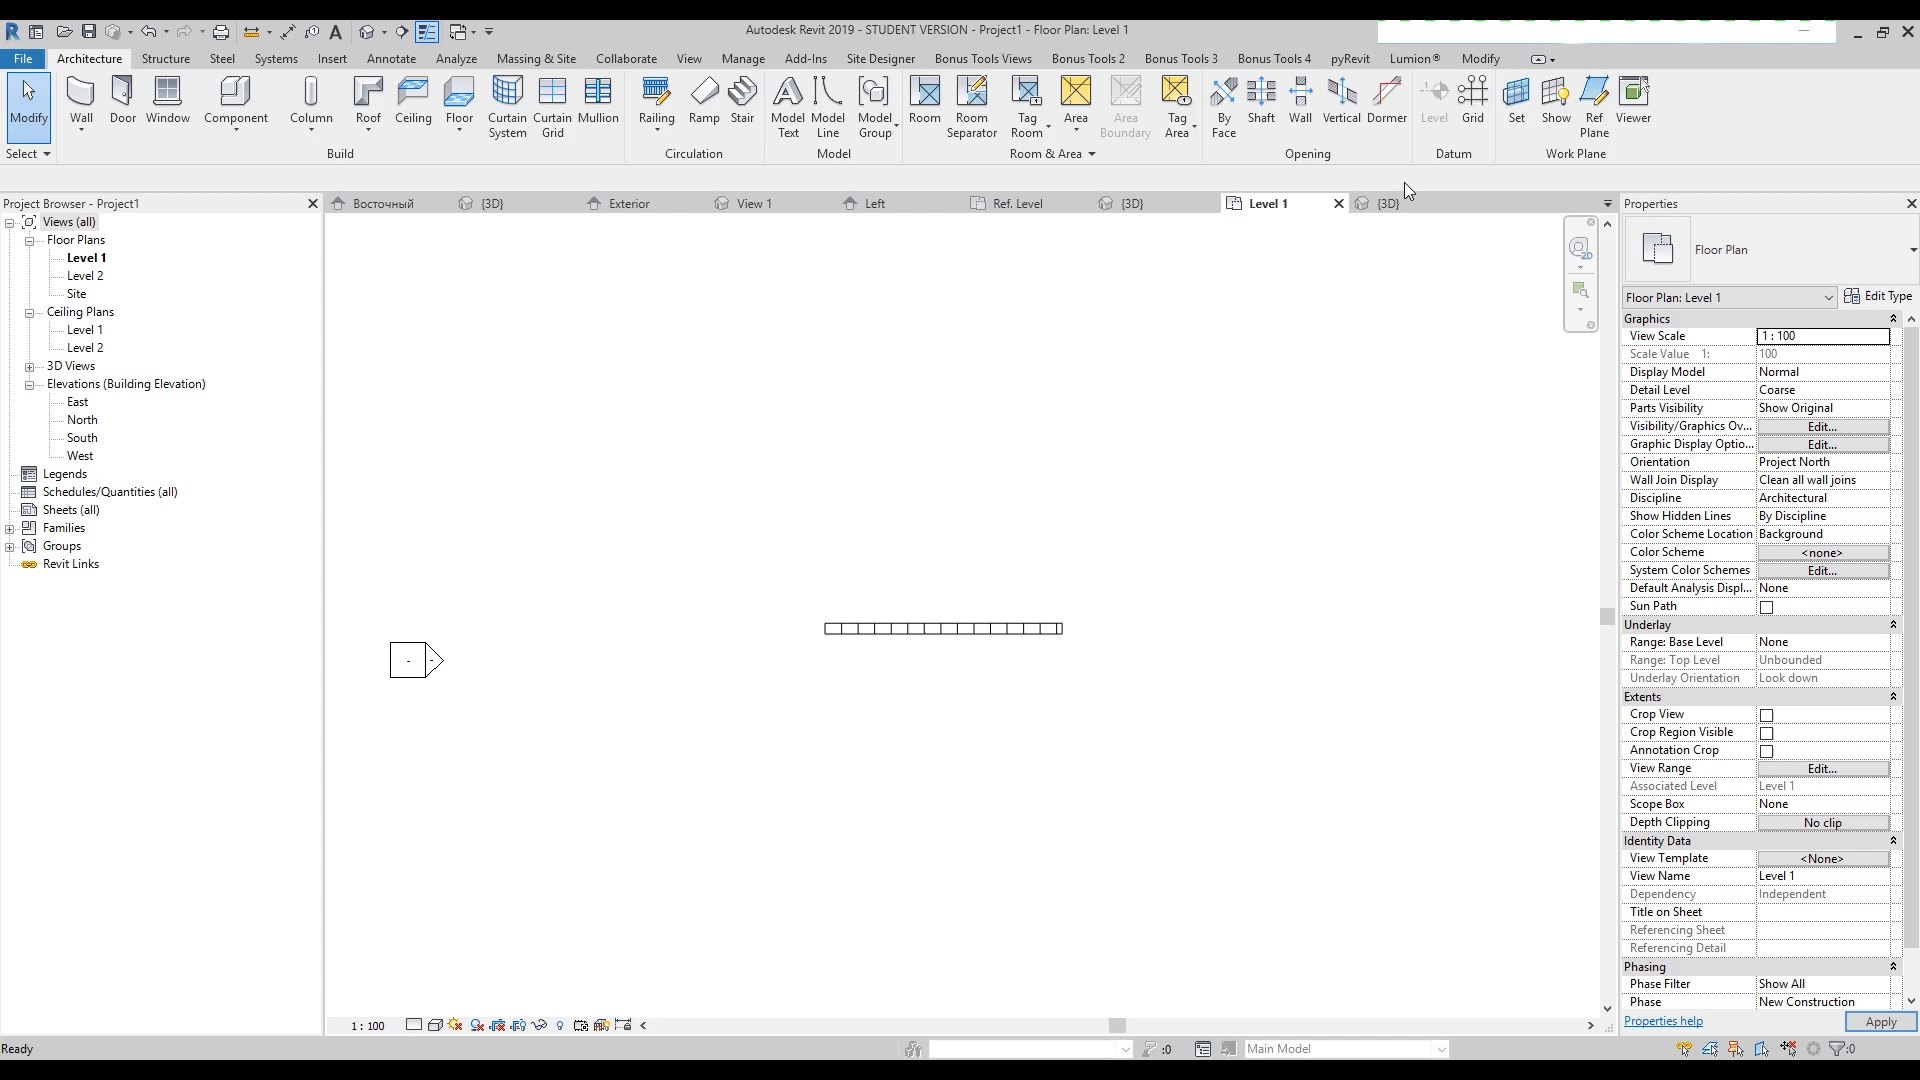 Autodesk Revit 2019 - STUDENT VERSION - Project1 - Floor Plan: Level 1
File Architecture Structure Steel Systems Insert Annotate Analyze Massing & Site Collaborate View Manage Add-Ins Site Designer Bonus Tools Views Bonus Tools 2 Bonus Tools 3 Bonus Tools 4 pyRevit Lumion® Modify
Modify Wall Door Window Component Column Roof Ceiling Floor Curtain System Curtain Grid Mullion Railing Ramp Stair Model Text Model Line Model Group Room Room Separator Tag Room Area Area Boundary Tag Area By Face Shaft Wall Vertical Dormer Level Grid Set Show Ref Plane Viewer
Select Build Circulation Model Room & Area Opening Datum Work Plane
Project Browser - Project1
Восточный {3D} Exterior View 1 Left Ref. Level {3D} Level 1 {3D}
Views (all)
Floor Plans
Level 1
Level 2
Site
Ceiling Plans
Level 1
Level 2
3D Views
Elevations (Building Elevation)
East
North
South
West
Legends
Schedules/Quantities (all)
Sheets (all)
Families
Groups
Revit Links
Properties
Floor Plan
Floor Plan: Level 1 Edit Type
Graphics
View Scale 1 : 100
Scale Value 1: 100
Display Model Normal
Detail Level Coarse
Parts Visibility Show Original
Visibility/Graphics Ov... Edit...
Graphic Display Optio... Edit...
Orientation Project North
Wall Join Display Clean all wall joins
Discipline Architectural
Show Hidden Lines By Discipline
Color Scheme Location Background
Color Scheme <none>
System Color Schemes Edit...
Default Analysis Displ... None
Sun Path
Underlay
Range: Base Level None
Range: Top Level Unbounded
Underlay Orientation Look down
Extents
Crop View
Crop Region Visible
Annotation Crop
View Range Edit...
Associated Level Level 1
Scope Box None
Depth Clipping No clip
Identity Data
View Template <None>
View Name Level 1
Dependency Independent
Title on Sheet
Referencing Sheet
Referencing Detail
Phasing
Phase Filter Show All
Phase New Construction
Properties help Apply
1 : 100
Ready :0 Main Model :0